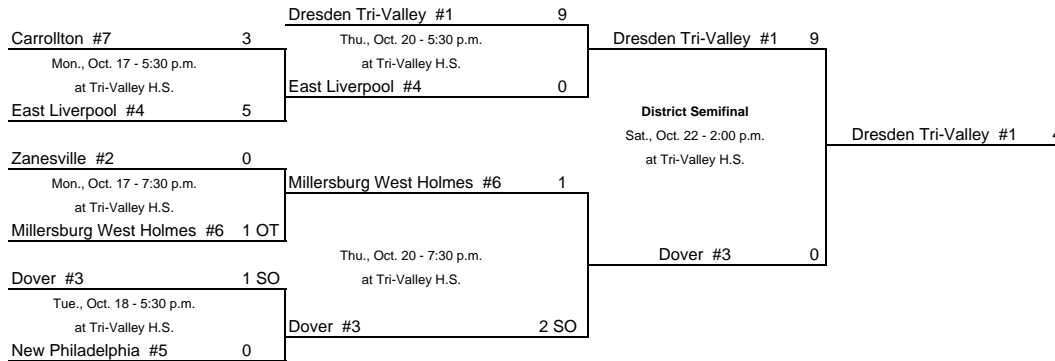 Dresden Tri-Valley #1 9
Carrollton #7 3
Thu., Oct. 20 - 5:30 p.m.
Dresden Tri-Valley #1 9
Mon., Oct. 17 - 5:30 p.m.
at Tri-Valley H.S.
at Tri-Valley H.S.
East Liverpool #4 0
East Liverpool #4 5
District Semifinal
Sat., Oct. 22 - 2:00 p.m.
Dresden Tri-Valley #1
Zanesville #2 0
at Tri-Valley H.S.
Mon., Oct. 17 - 7:30 p.m.
Millersburg West Holmes #6 1
at Tri-Valley H.S.
Millersburg West Holmes #6 1 OT
Thu., Oct. 20 - 7:30 p.m.
Dover #3 0
Dover #3 1 SO
at Tri-Valley H.S.
Tue., Oct. 18 - 5:30 p.m.
at Tri-Valley H.S.
Dover #3 2 SO
New Philadelphia #5 0